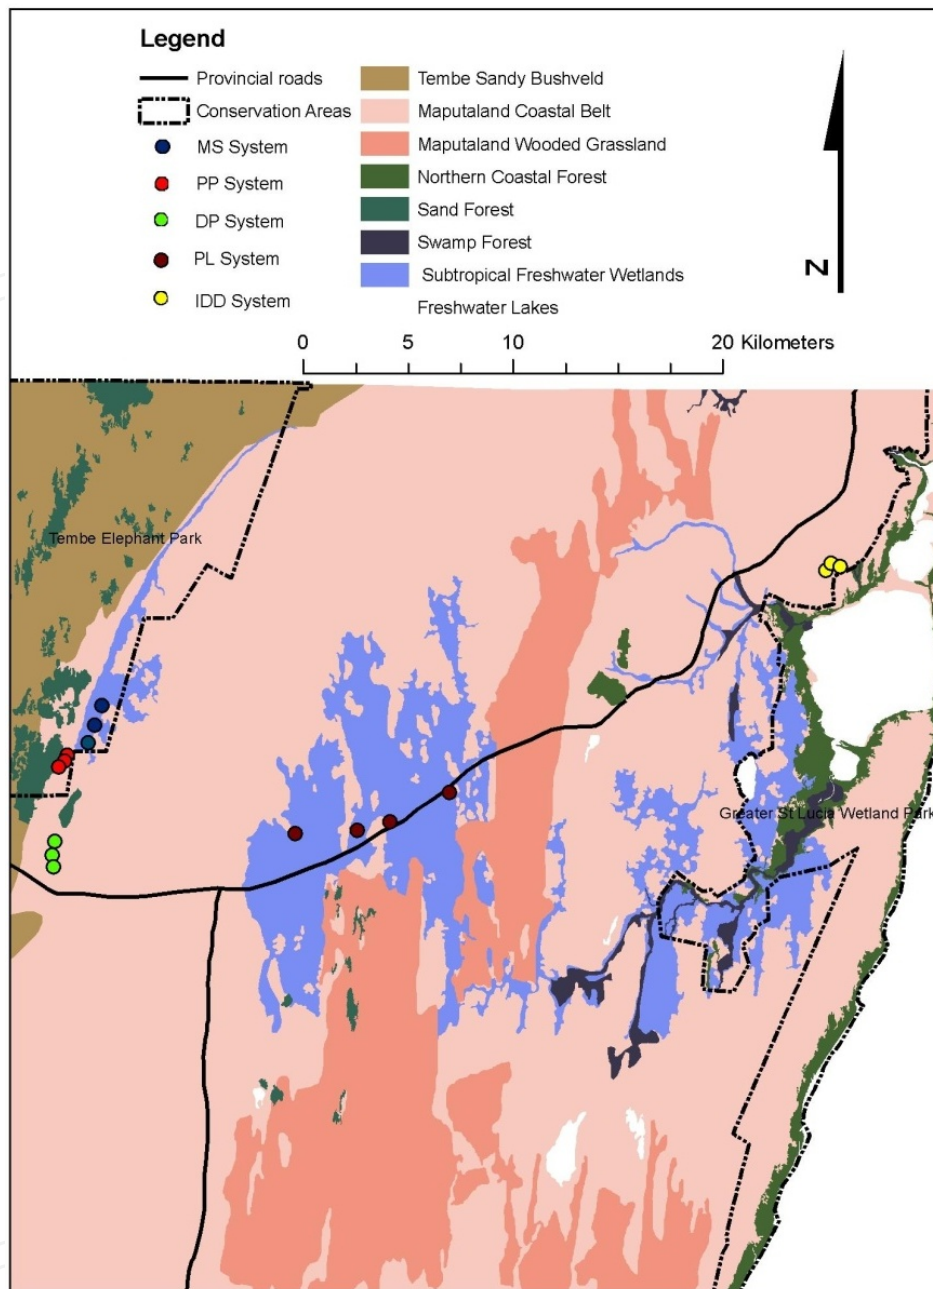 Legend
Provincial roads
Conservation Areas
MS System
PP System
DP System
PL System
IDD System
Tembe Sandy Bushveld
Maputaland Coastal Belt
Maputaland Wooded Grassland
Northern Coastal Forest
Sand Forest
Swamp Forest
Subtropical Freshwater Wetlands
Freshwater Lakes
N
0 5 10 20 Kilometers
Tembe Elephant Park
Greater St Lucia Wetland Park